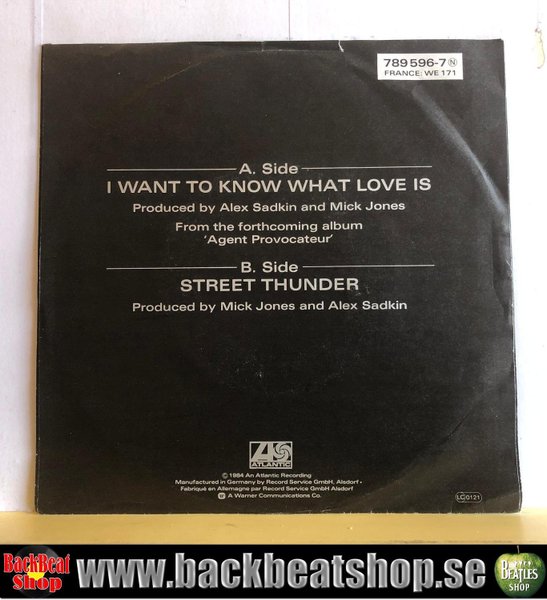 789 596-7 Ⓝ
FRANCE: WE 171
A. Side
I WANT TO KNOW WHAT LOVE IS
Produced by Alex Sadkin and Mick Jones
From the forthcoming album
'Agent Provocateur'
B. Side
STREET THUNDER
Produced by Mick Jones and Alex Sadkin
ATLANTIC
© 1984 An Atlantic Recording
Manufactured in Germany by Record Service GmbH, Alsdorf -
Fabriqué en Allemagne par Record Service GmbH Alsdorf
A Warner Communications Co.
LC 0121
BackBeat
Shop
www.backbeatshop.se
BEATLES
SHOP